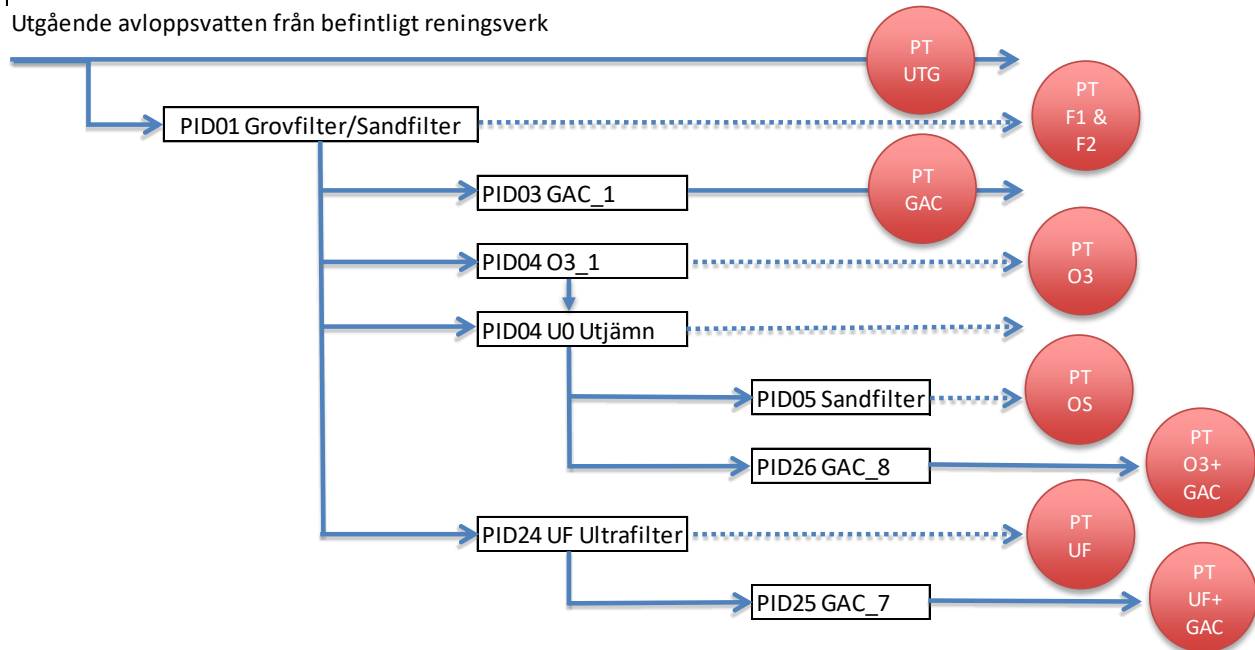 Utgående avloppsvatten från befintligt reningsverk
PT
UTG
PID01 Grovfilter/Sandfilter
PT
F1 &
F2
PID03 GAC_1
PT
GAC
PID04 O3_1
PT
O3
PID04 U0 Utjämn
PID05 Sandfilter
PT
OS
PID26 GAC_8
PT
O3+
GAC
PID24 UF Ultrafilter
PT
UF
PID25 GAC_7
PT
UF+
GAC